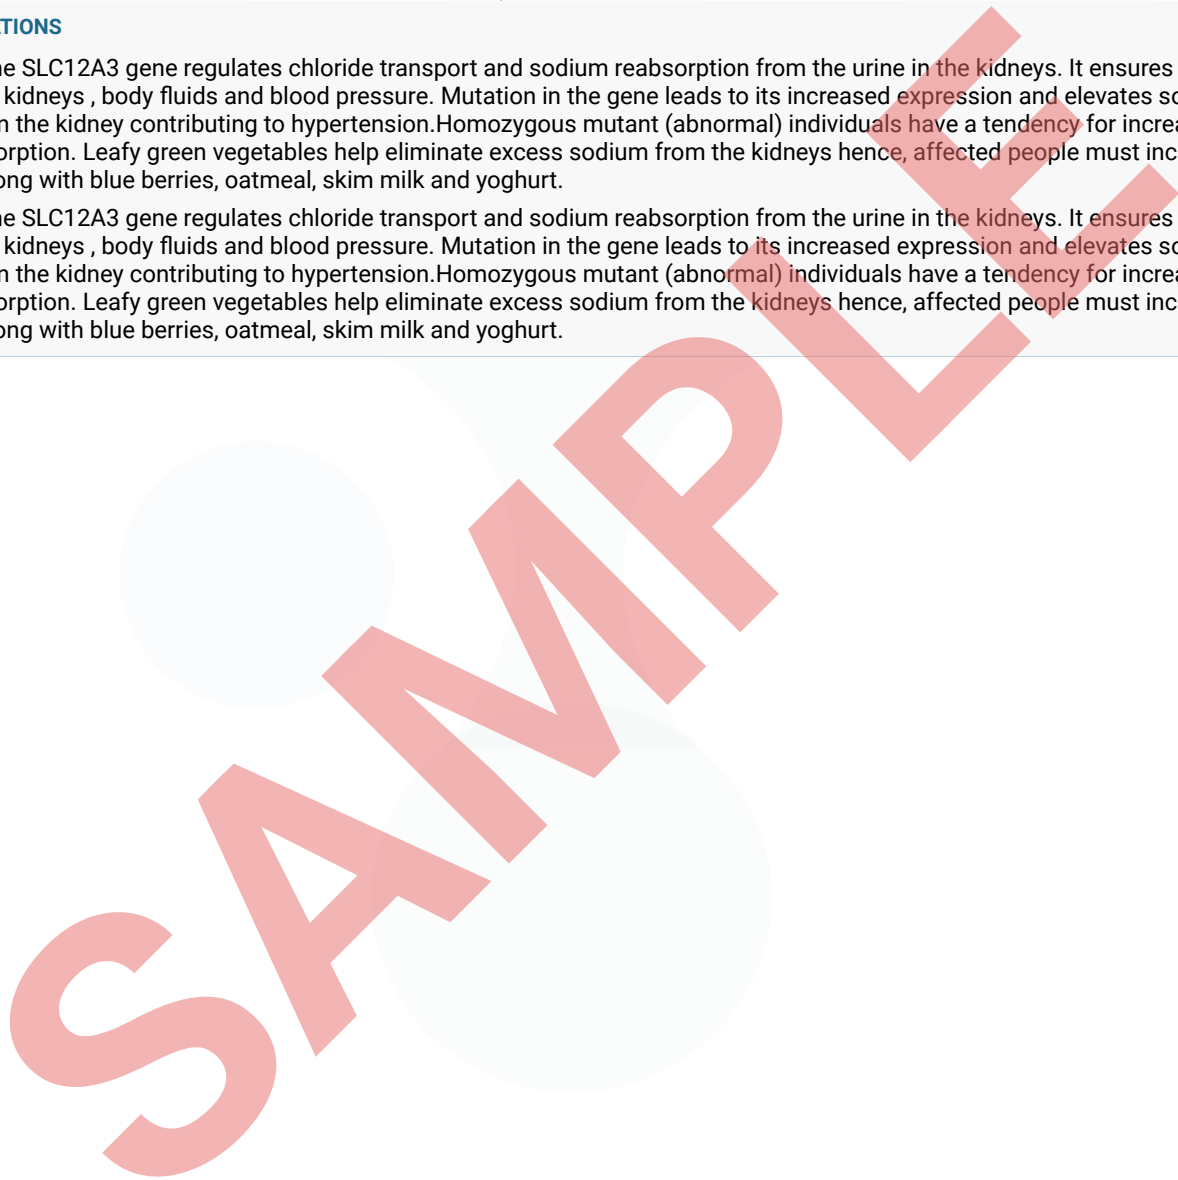 TIONS
e SLC12A3 gene regulates chloride transport and sodium reabsorption from the urine in the kidneys. It ensures
kidneys , body fluids and blood pressure. Mutation in the gene leads to its increased expression and elevates
the kidney contributing to hypertension.Homozygous mutant (abnormal) individuals have a tendency for increa
orption. Leafy green vegetables help eliminate excess sodium from the kidneys hence, affected people must inc
ong with blue berries, oatmeal, skim milk and yoghurt.
e SLC12A3 gene regulates chloride transport and sodium reabsorption from the urine in the kidneys. It ensures
kidneys , body fluids and blood pressure. Mutation in the gene leads to its increased expression and elevates
the kidney contributing to hypertension.Homozygous mutant (abnormal) individuals have a tendency for increa
orption. Leafy green vegetables help eliminate excess sodium from the kidneys hence, affected people must inc
ong with blue berries, oatmeal, skim milk and yoghurt.
SAMPLE